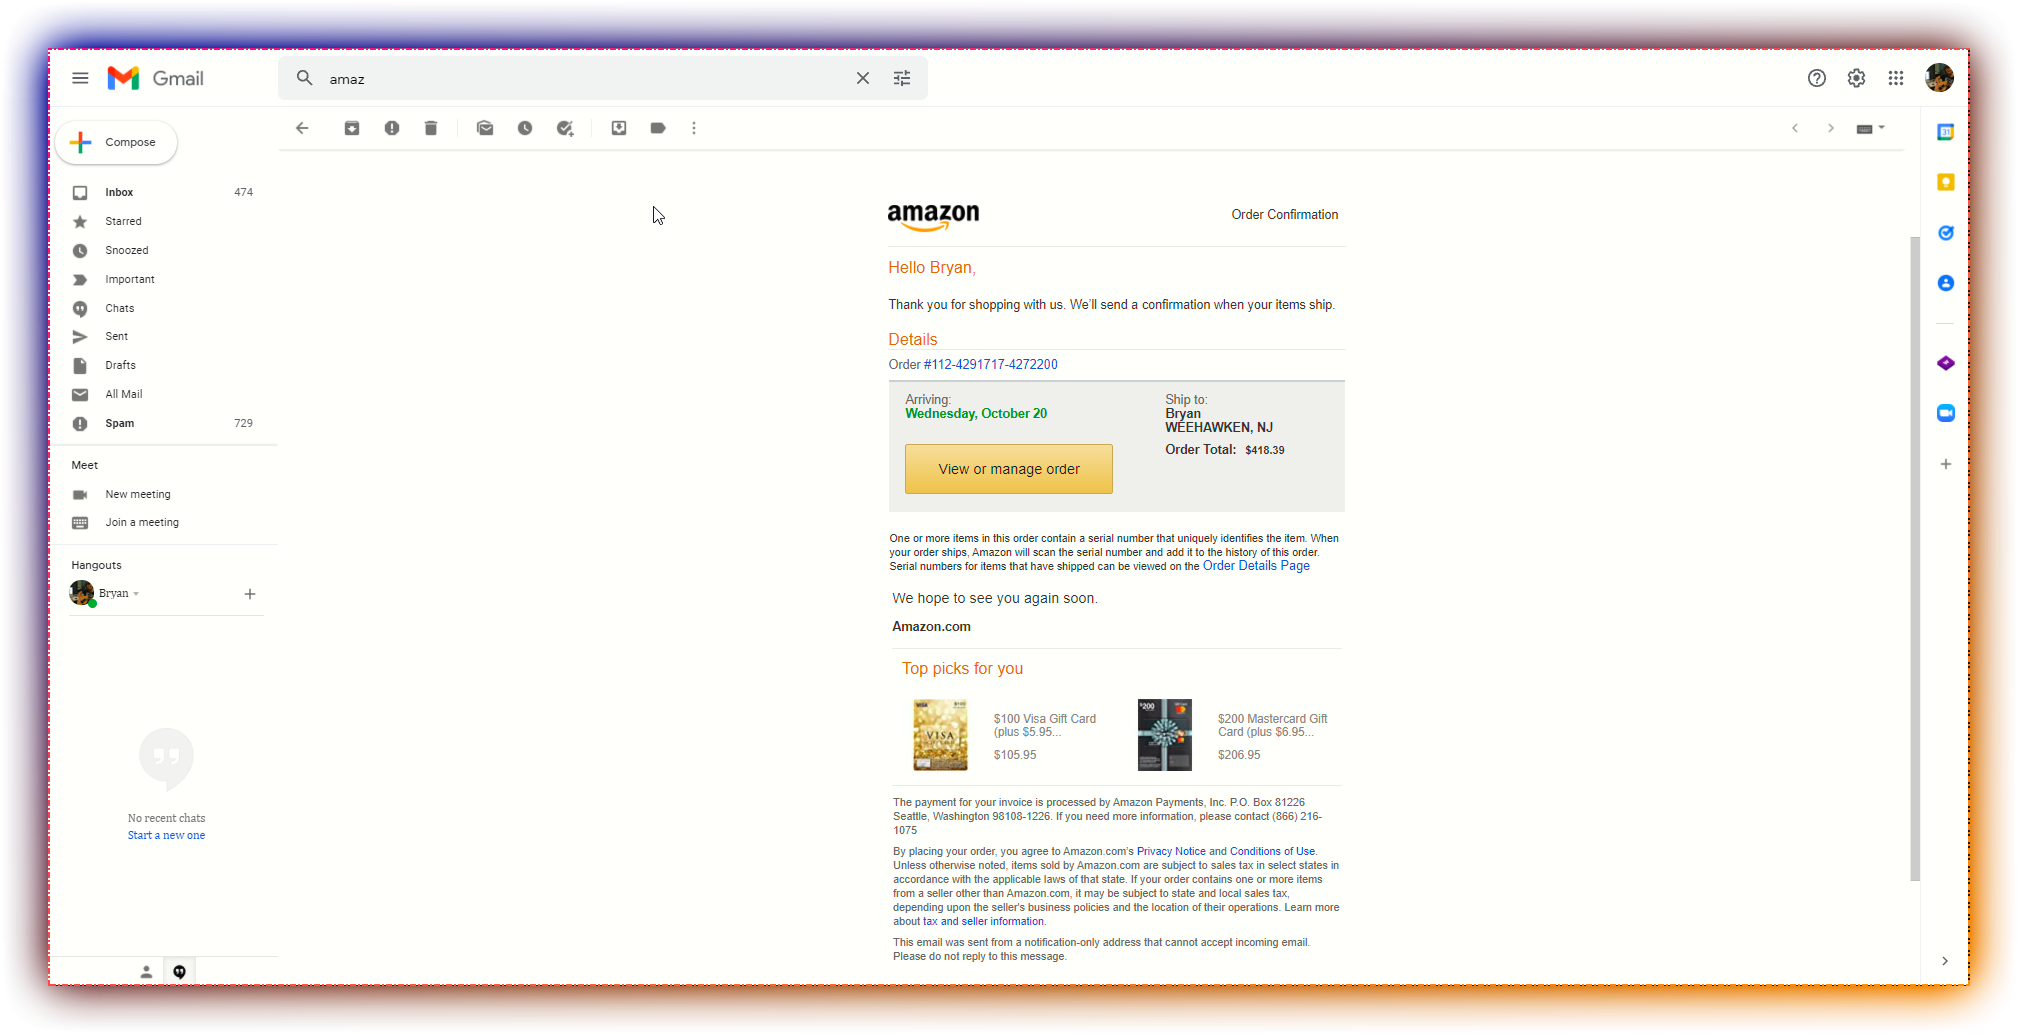 Gmail
amaz
Compose
Inbox 474
Starred
Snoozed
Important
Chats
Sent
Drafts
All Mail
Spam 729
Meet
New meeting
Join a meeting
Hangouts
Bryan
No recent chats
Start a new one
amazon
Order Confirmation
Hello Bryan,
Thank you for shopping with us. We'll send a confirmation when your items ship.
Details
Order #112-4291717-4272200
Arriving:
Wednesday, October 20
View or manage order
Ship to:
Bryan
WEEHAWKEN, NJ
Order Total: $418.39
One or more items in this order contain a serial number that uniquely identifies the item. When
your order ships, Amazon will scan the serial number and add it to the history of this order.
Serial numbers for items that have shipped can be viewed on the Order Details Page
We hope to see you again soon.
Amazon.com
Top picks for you
VISA
$100
VISA
$100 Visa Gift Card
(plus $5.95...
$105.95
$200
$200 Mastercard Gift
Card (plus $6.95...
$206.95
The payment for your invoice is processed by Amazon Payments, Inc. P.O. Box 81226
Seattle, Washington 98108-1226. If you need more information, please contact (866) 216-
1075
By placing your order, you agree to Amazon.com's Privacy Notice and Conditions of Use.
Unless otherwise noted, items sold by Amazon.com are subject to sales tax in select states in
accordance with the applicable laws of that state. If your order contains one or more items
from a seller other than Amazon.com, it may be subject to state and local sales tax,
depending upon the seller's business policies and the location of their operations. Learn more
about tax and seller information.
This email was sent from a notification-only address that cannot accept incoming email.
Please do not reply to this message.
31